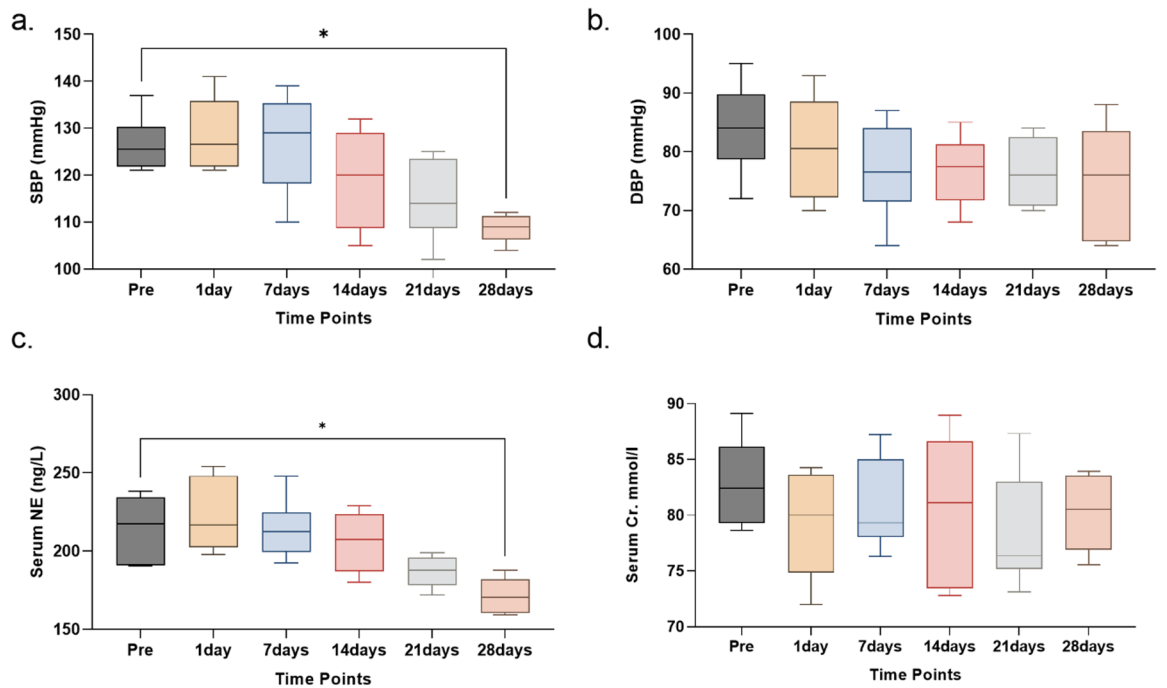 a.
150
140
130
120
110
100
SBP (mmHg)
*
Pre 1day 7days 14days 21days 28days
Time Points
b.
100
90
80
70
60
DBP (mmHg)
Pre 1day 7days 14days 21days 28days
Time Points
c.
300
250
200
150
Serum NE (ng/L)
*
Pre 1day 7days 14days 21days 28days
Time Points
d.
90
85
80
75
70
Serum Cr. mmol/l
Pre 1day 7days 14days 21days 28days
Time Points